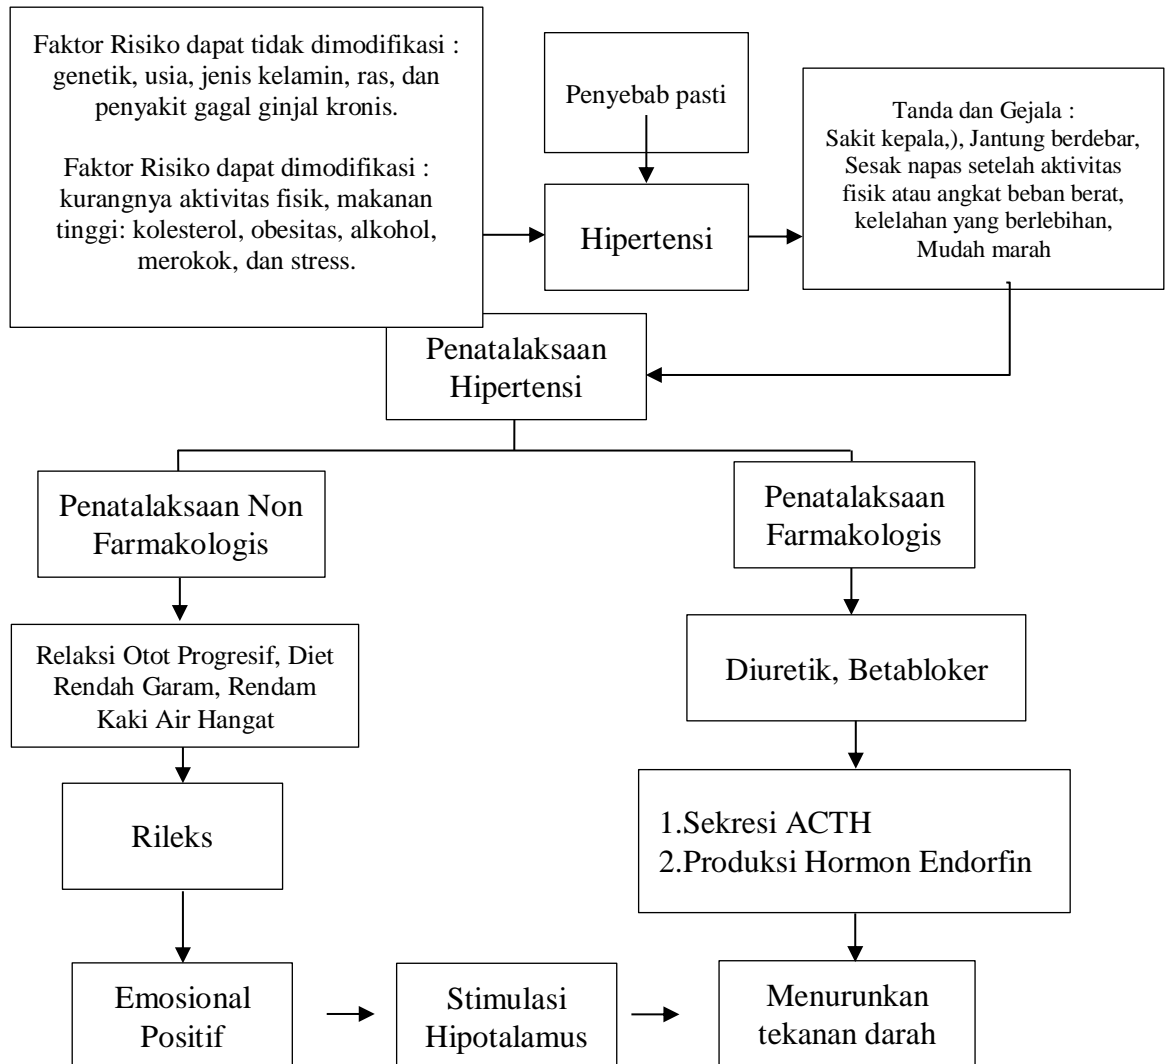 Faktor Risiko dapat tidak dimodifikasi :
genetik, usia, jenis kelamin, ras, dan
penyakit gagal ginjal kronis.
Faktor Risiko dapat dimodifikasi :
kurangnya aktivitas fisik, makanan
tinggi: kolesterol, obesitas, alkohol,
merokok, dan stress.
Penyebab pasti
Hipertensi
Tanda dan Gejala :
Sakit kepala,), Jantung berdebar,
Sesak napas setelah aktivitas
fisik atau angkat beban berat,
kelelahan yang berlebihan,
Mudah marah
Penatalaksaan
Hipertensi
Penatalaksaan Non
Farmakologis
Penatalaksaan
Farmakologis
Relaksi Otot Progresif, Diet
Rendah Garam, Rendam
Kaki Air Hangat
Diuretik, Betabloker
Rileks
1.Sekresi ACTH
2.Produksi Hormon Endorfin
Emosional
Positif
Stimulasi
Hipotalamus
Menurunkan
tekanan darah